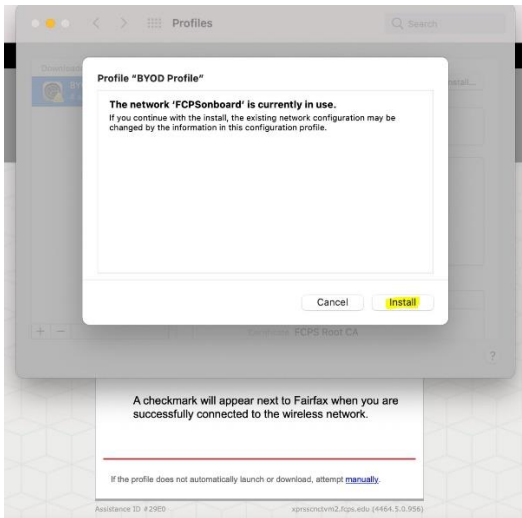 Profiles
Search
Profile "BYOD Profile"
The network 'FCPSonboard' is currently in use.
If you continue with the install, the existing network configuration may be
changed by the information in this configuration profile.
Cancel
Install
FCPS Root CA
?
A checkmark will appear next to Fairfax when you are
successfully connected to the wireless network.
If the profile does not automatically launch or download, attempt manually.
Assistance ID #29E0
xprssicnctvm2.fcps.edu (4464.5.0.956)